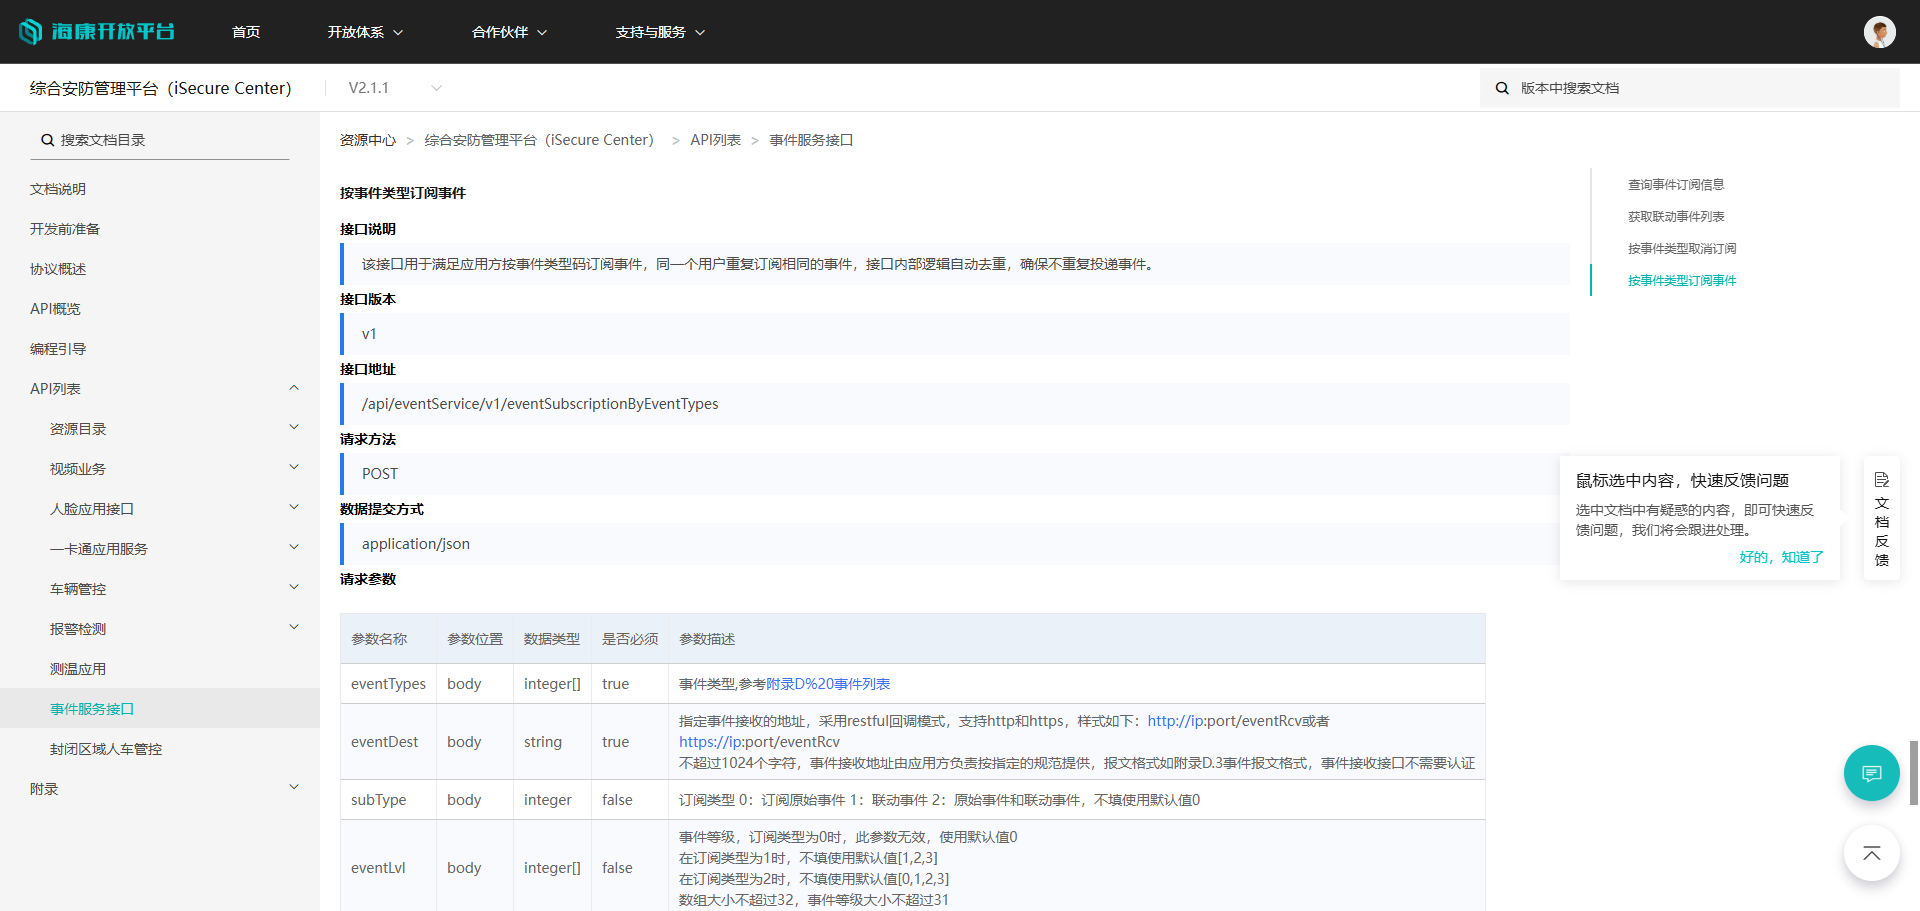 海康开放平台
首页
开放体系
合作伙伴
支持与服务
综合安防管理平台（iSecure Center）
V2.1.1
版本中搜索文档
搜索文档目录
文档说明
开发前准备
协议概述
API概览
编程引导
API列表
资源目录
视频业务
人脸应用接口
一卡通应用服务
车辆管控
报警检测
测温应用
事件服务接口
封闭区域人车管控
附录
资源中心 > 综合安防管理平台（iSecure Center） > API列表 > 事件服务接口
按事件类型订阅事件
接口说明
该接口用于满足应用方按事件类型码订阅事件，同一个用户重复订阅相同的事件，接口内部逻辑自动去重，确保不重复投递事件。
接口版本
v1
接口地址
/api/eventService/v1/eventSubscriptionByEventTypes
请求方法
POST
数据提交方式
application/json
请求参数
参数名称 参数位置 数据类型 是否必须 参数描述
eventTypes body integer[] true 事件类型,参考附录D%20事件列表
eventDest body string true 指定事件接收的地址，采用restful回调模式，支持http和https，样式如下：http://ip:port/eventRcv或者
https://ip:port/eventRcv
不超过1024个字符，事件接收地址由应用方负责按指定的规范提供，报文格式如附录D.3事件报文格式，事件接收接口不需要认证
subType body integer false 订阅类型 0：订阅原始事件 1：联动事件 2：原始事件和联动事件，不填使用默认值0
eventLvl body integer[] false 事件等级，订阅类型为0时，此参数无效，使用默认值0
在订阅类型为1时，不填使用默认值[1,2,3]
在订阅类型为2时，不填使用默认值[0,1,2,3]
数组大小不超过32，事件等级大小不超过31
查询事件订阅信息
获取联动事件列表
按事件类型取消订阅
按事件类型订阅事件
鼠标选中内容，快速反馈问题
选中文档中有疑惑的内容，即可快速反
馈问题，我们将会跟进处理。
好的，知道了
文档反馈